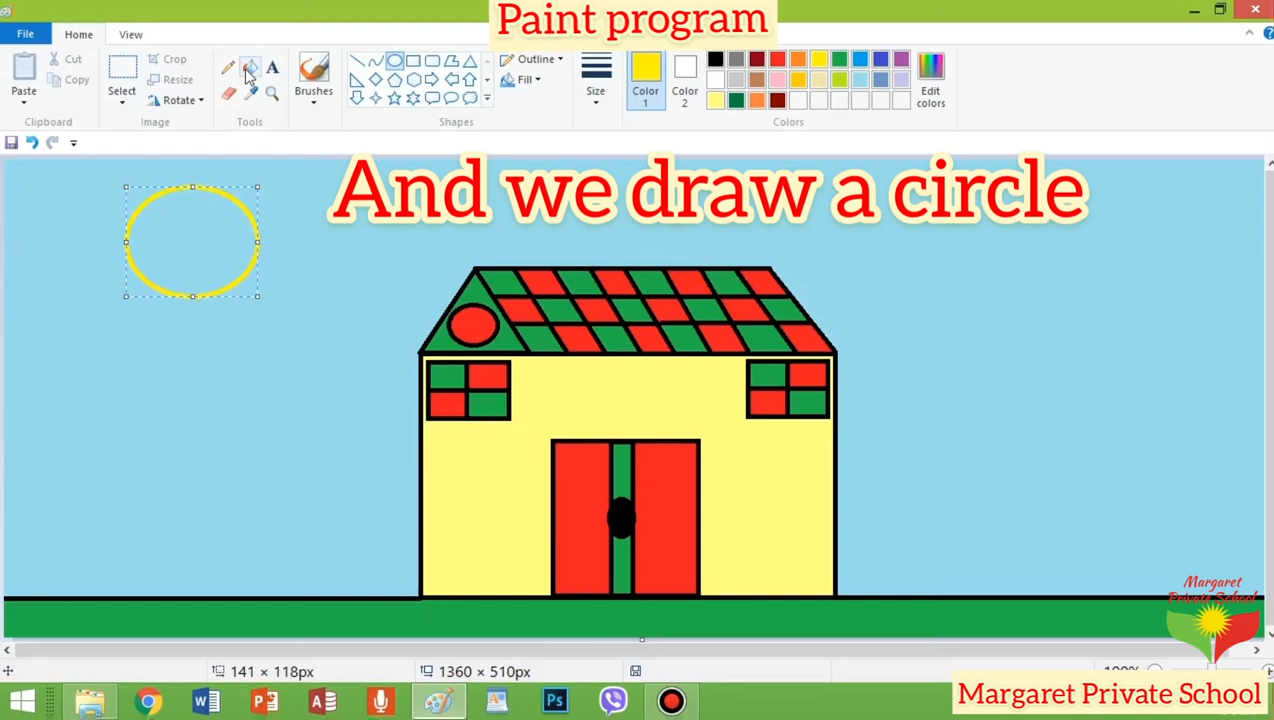 Paint program
File
Home
View
Cut
Copy
Paste
Clipboard
Crop
Resize
Rotate
Select
Image
A
Tools
Brushes
Outline
Fill
Shapes
Size
Color
1
Color
2
Edit
colors
Colors
And we draw a circle
Margaret
Private School
141 × 118px
1360 × 510px
Margaret Private School